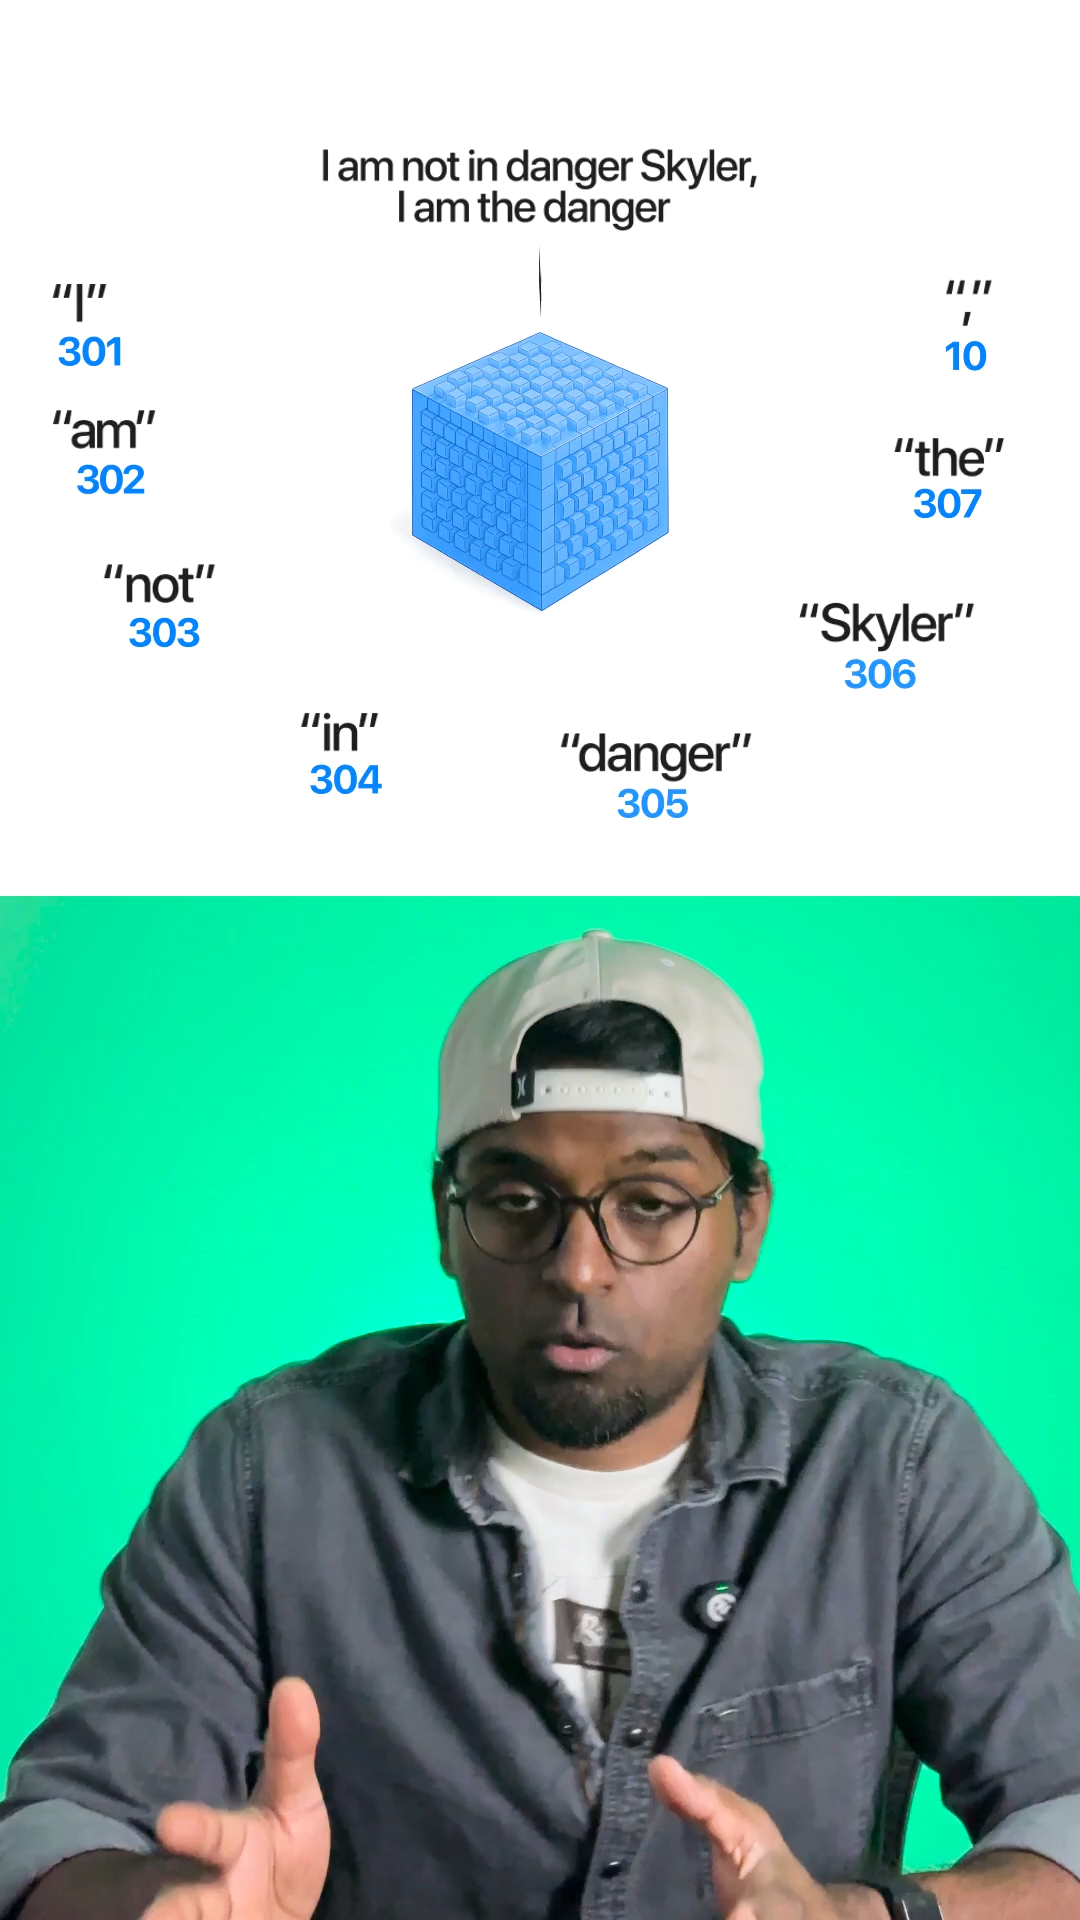 I am not in danger Skyler,
I am the danger
“I”
301
“am”
302
“not”
303
“in”
304
“danger”
305
“Skyler”
306
“the”
307
“,”
10